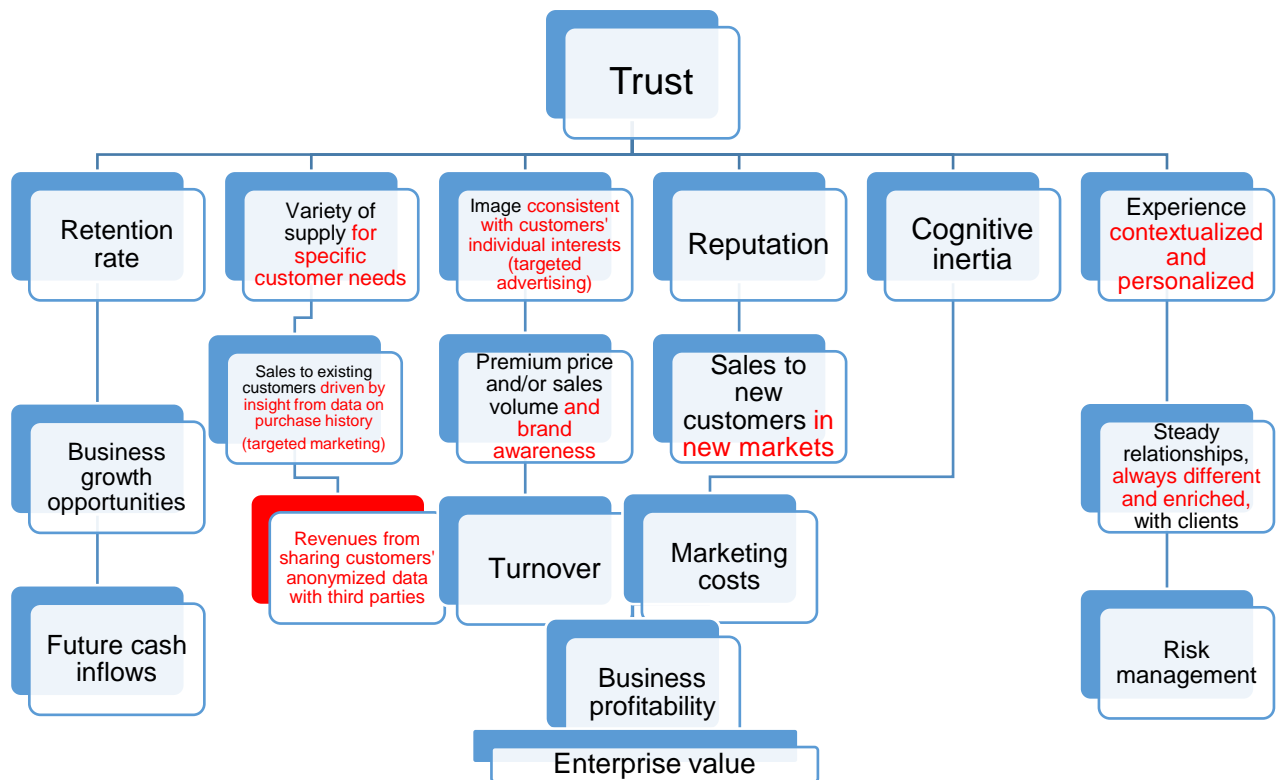 Trust
Retention
rate
Variety of
supply for
specific
customer needs
Image cconsistent
with customers'
individual interests
(targeted
advertising)
Reputation
Cognitive
inertia
Experience
contextualized
and
personalized
Sales to existing
customers driven by
insight from data on
purchase history
(targeted marketing)
Premium price
and/or sales
volume and
brand
awareness
Sales to
new
customers in
new markets
Business
growth
opportunities
Steady
relationships,
always different
and enriched,
with clients
Revenues from
sharing customers'
anonymized data
with third parties
Turnover
Marketing
costs
Future cash
inflows
Risk
management
Business
profitability
Enterprise value